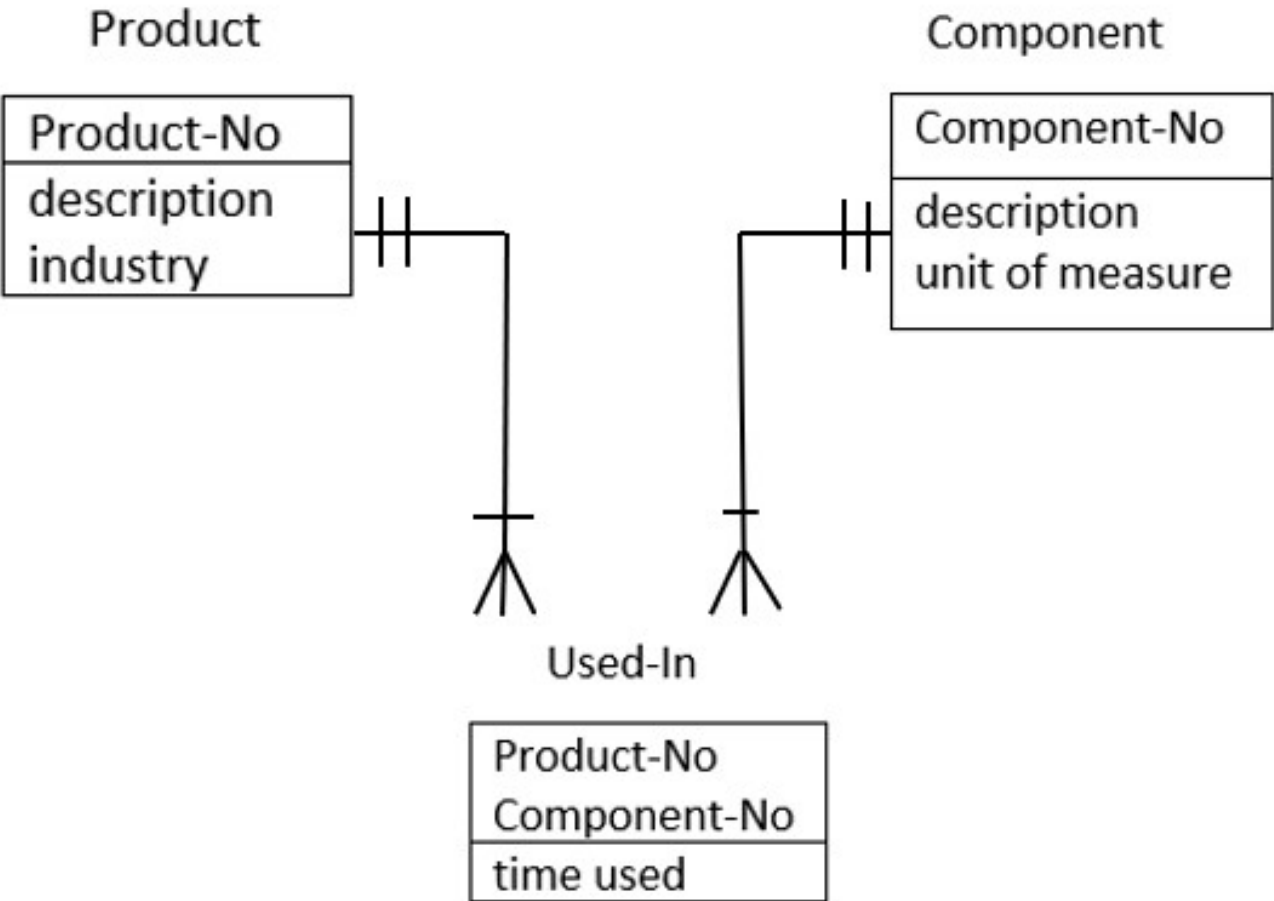 Product
Product-No
description
industry
Component
Component-No
description
unit of measure
Used-In
Product-No
Component-No
time used